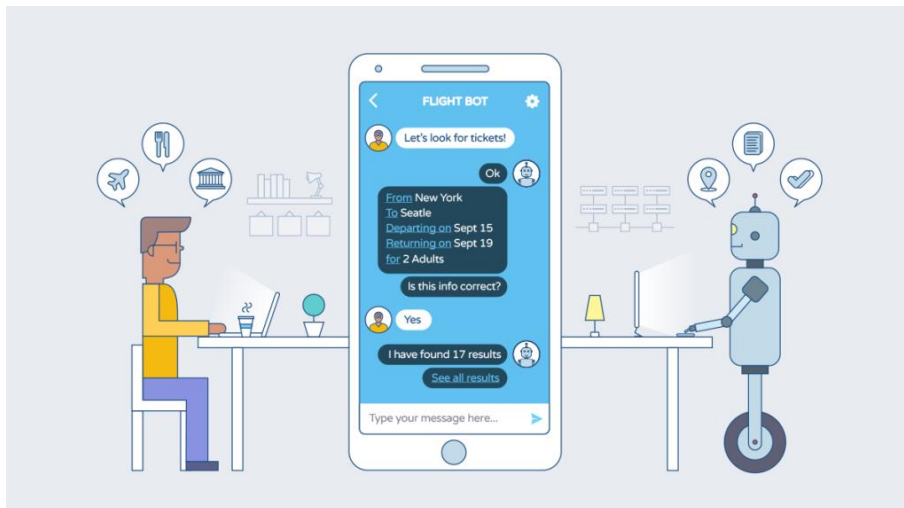 FLIGHT BOT
Let's look for tickets!
Ok
From New York
To Seatle
Departing on Sept 15
Returning on Sept 19
for 2 Adults
Is this info correct?
Yes
I have found 17 results
See all results
Type your message here...